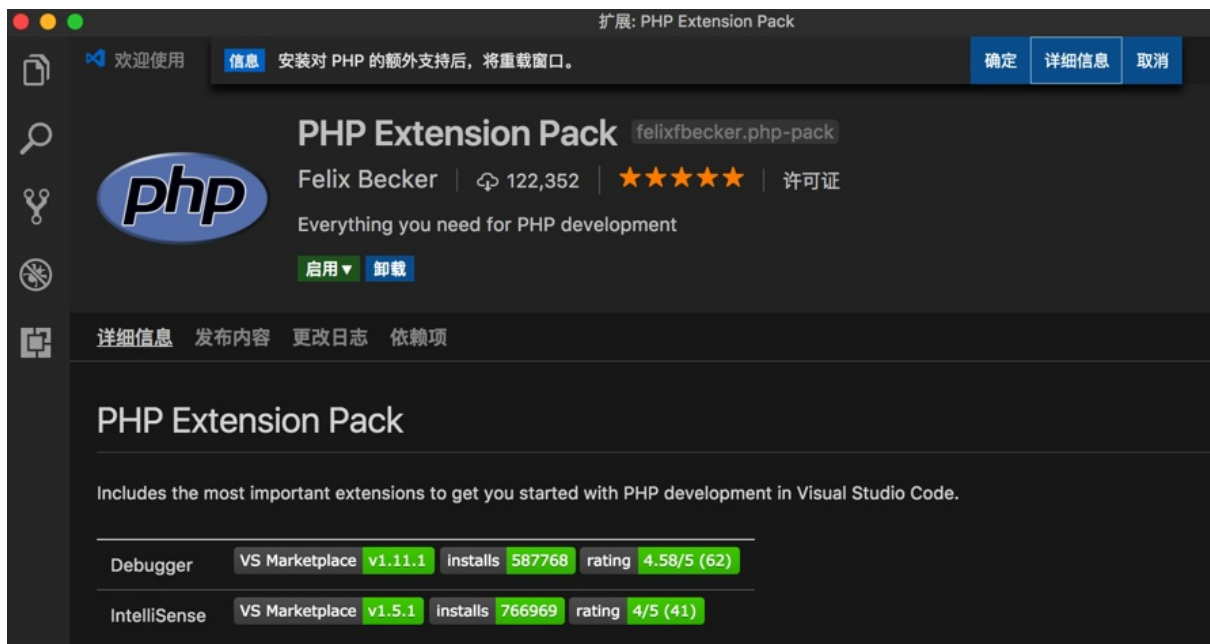 扩展: PHP Extension Pack
欢迎使用
信息 安装对 PHP 的额外支持后，将重载窗口。 确定 详细信息 取消
php
PHP Extension Pack felixfbecker.php-pack
Felix Becker 122,352 ★★★★★ 许可证
Everything you need for PHP development
启用▼ 卸载
详细信息 发布内容 更改日志 依赖项
PHP Extension Pack
Includes the most important extensions to get you started with PHP development in Visual Studio Code.
Debugger VS Marketplace v1.11.1 installs 587768 rating 4.58/5 (62)
IntelliSense VS Marketplace v1.5.1 installs 766969 rating 4/5 (41)